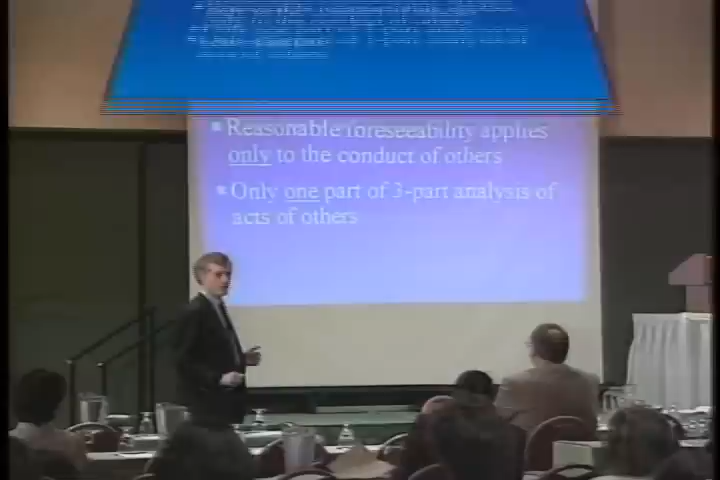 Reasonable foreseeability applies
only to the conduct of others
Only one part of 3-part analysis of
acts of others